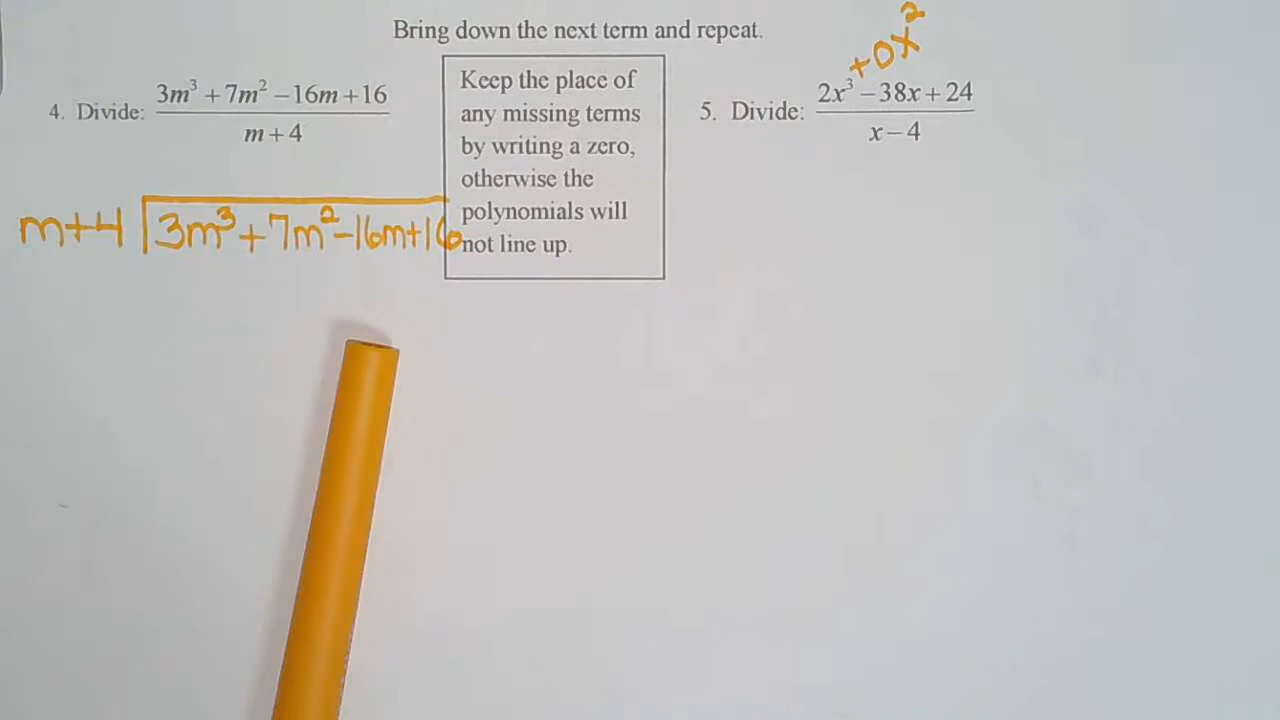 Bring down the next term and repeat.
4. Divide: (3m³ + 7m² − 16m + 16)/(m + 4)
Keep the place of
any missing terms
by writing a zero,
otherwise the
polynomials will
not line up.
+0x²
5. Divide: (2x³ − 38x + 24)/(x − 4)
m+4 3m³+7m²-16m+16